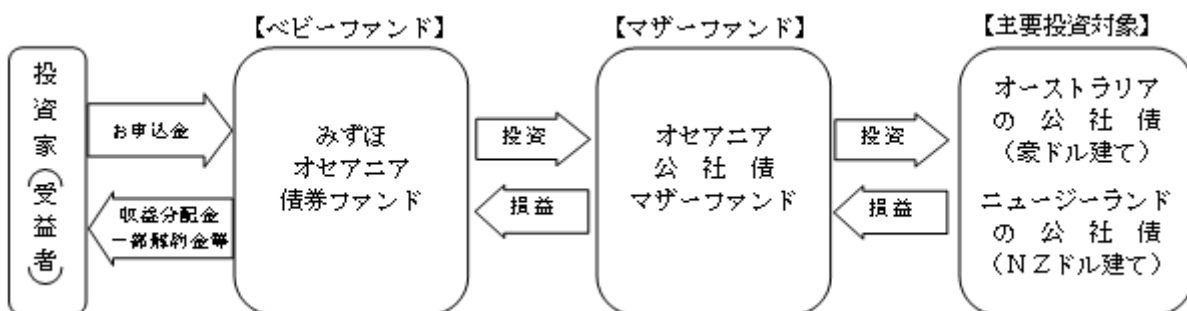 【ベビーファンド】
【マザーファンド】
【主要投資対象】
投資家(受益者)
お申込金
収益分配金
一部解約金等
みずほ
オセアニア
債券ファンド
投資
損益
オセアニア
公社債
マザーファンド
投資
損益
オーストラリア
の公社債
(豪ドル建て)
ニュージーランド
の公社債
(NZドル建て)